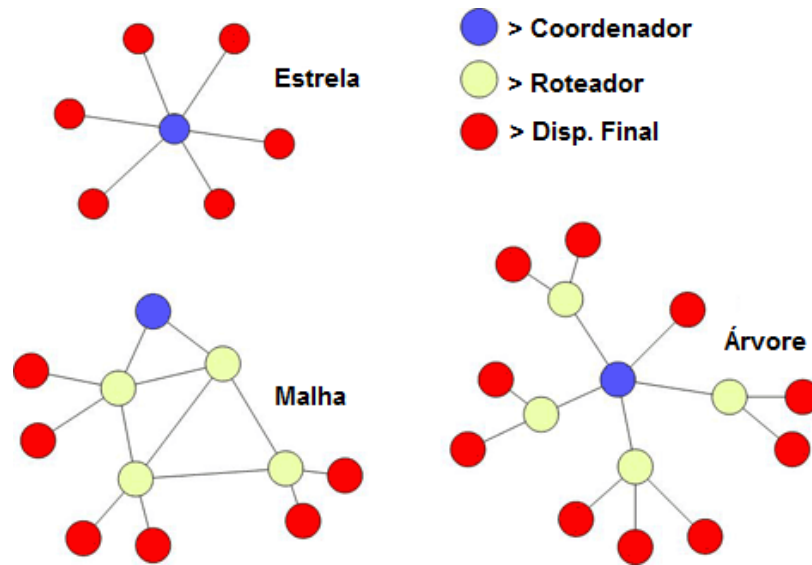 Estrela
> Coordenador
> Roteador
> Disp. Final
Malha
Árvore